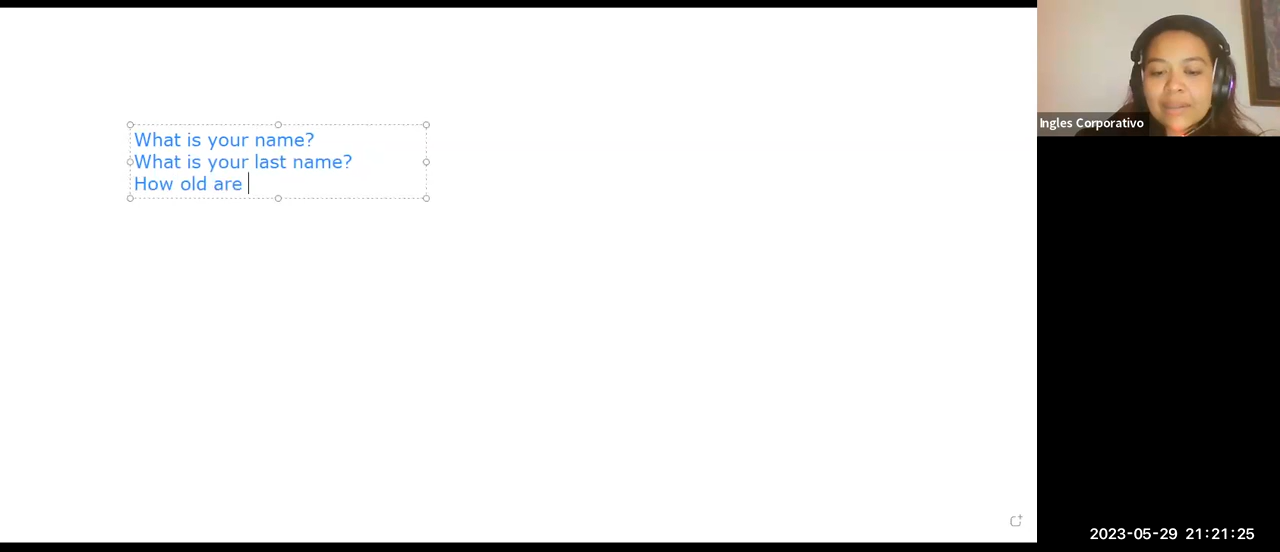 What is your name?
What is your last name?
How old are
Ingles Corporativo
2023-05-29 21:21:25